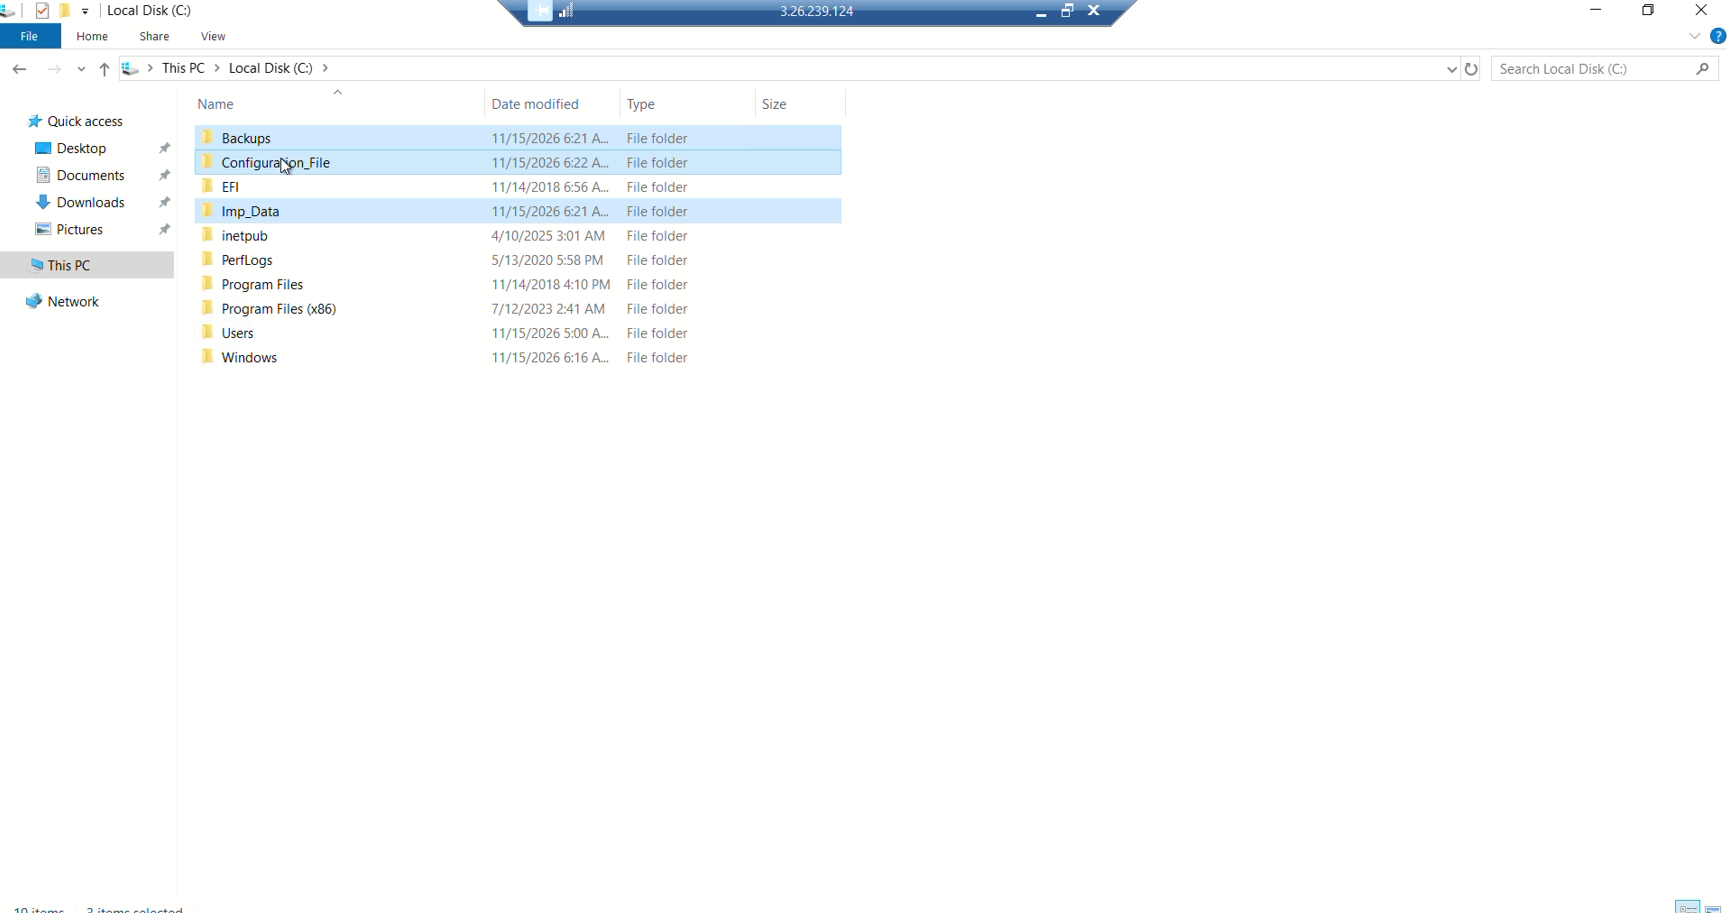 Local Disk (C:)
3.26.239.124
File Home Share View
This PC Local Disk (C:)
Search Local Disk (C:)
Name Date modified Type Size
Quick access
Desktop
Documents
Downloads
Pictures
This PC
Network
Backups 11/15/2026 6:21 A... File folder
Configuration_File 11/15/2026 6:22 A... File folder
EFI 11/14/2018 6:56 A... File folder
Imp_Data 11/15/2026 6:21 A... File folder
inetpub 4/10/2025 3:01 AM File folder
PerfLogs 5/13/2020 5:58 PM File folder
Program Files 11/14/2018 4:10 PM File folder
Program Files (x86) 7/12/2023 2:41 AM File folder
Users 11/15/2026 5:00 A... File folder
Windows 11/15/2026 6:16 A... File folder
10 items 3 items selected